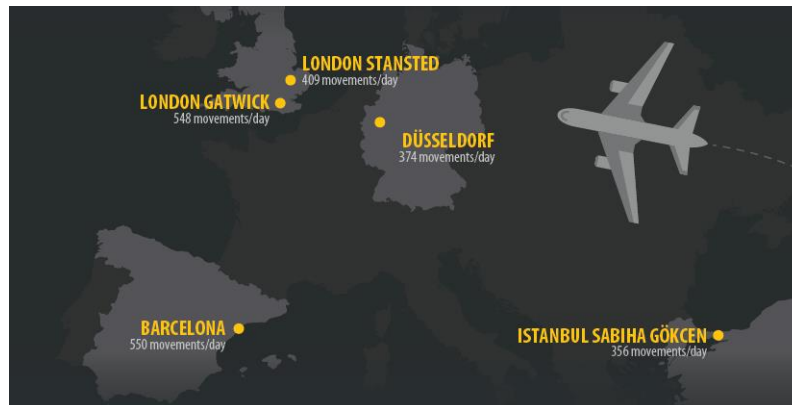 LONDON STANSTED
409 movements/day
LONDON GATWICK
548 movements/day
DÜSSELDORF
374 movements/day
BARCELONA
550 movements/day
ISTANBUL SABIHA GÖKCEN
356 movements/day